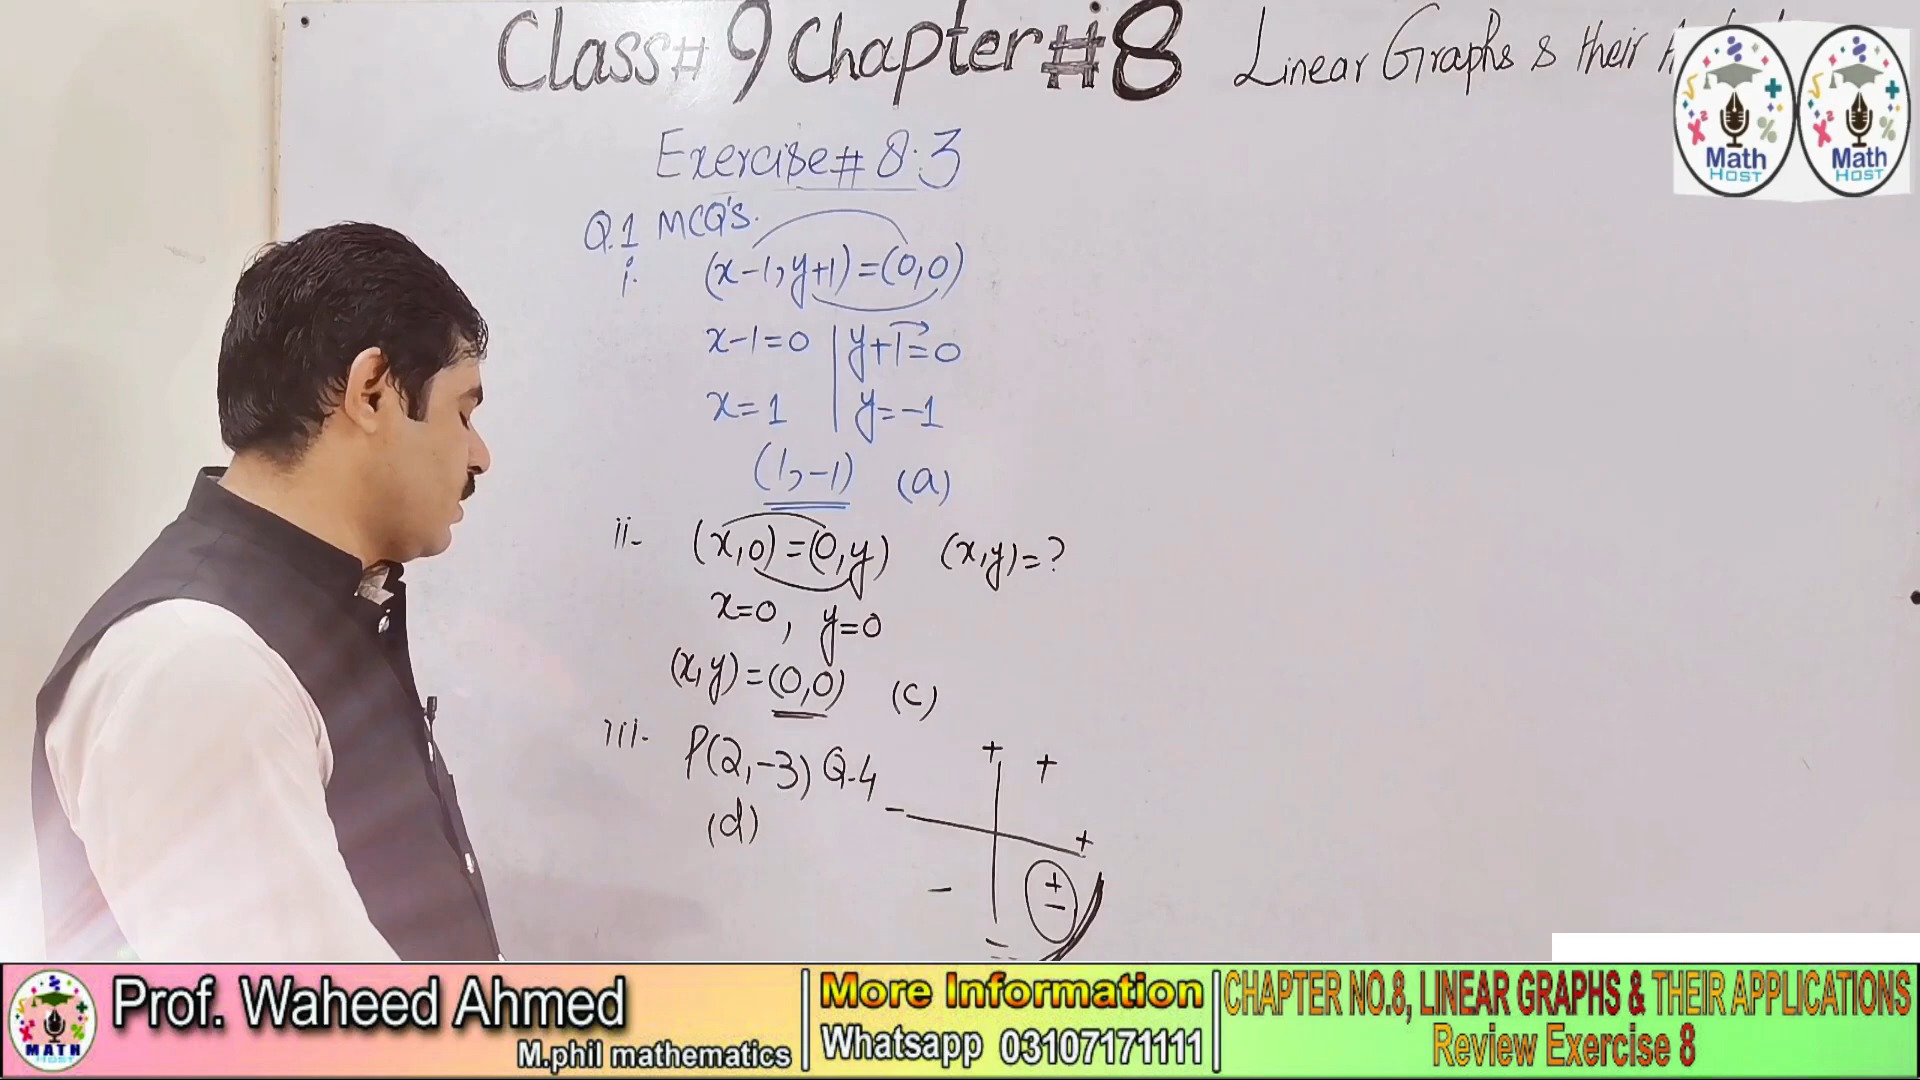 Class# 9 Chapter #8 Linear Graphs & their
Exercise# 8.3
Q.1 MCQ's.
i. (x-1,y+1)=(0,0)
x-1=0 | y+1=0
x=1 | y=-1
(1,-1) (a)
ii- (x,0)=(0,y) (x,y)=?
x=0, y=0
(x,y)=(0,0) (c)
iii- P(2,-3) Q.4
(d)
+ +
- +
- +
-
-
Math HOST
Math HOST
MATH HOST
Prof. Waheed Ahmed
M.phil mathematics
More Information
Whatsapp 03107171111
CHAPTER NO.8, LINEAR GRAPHS & THEIR APPLICATIONS
Review Exercise 8